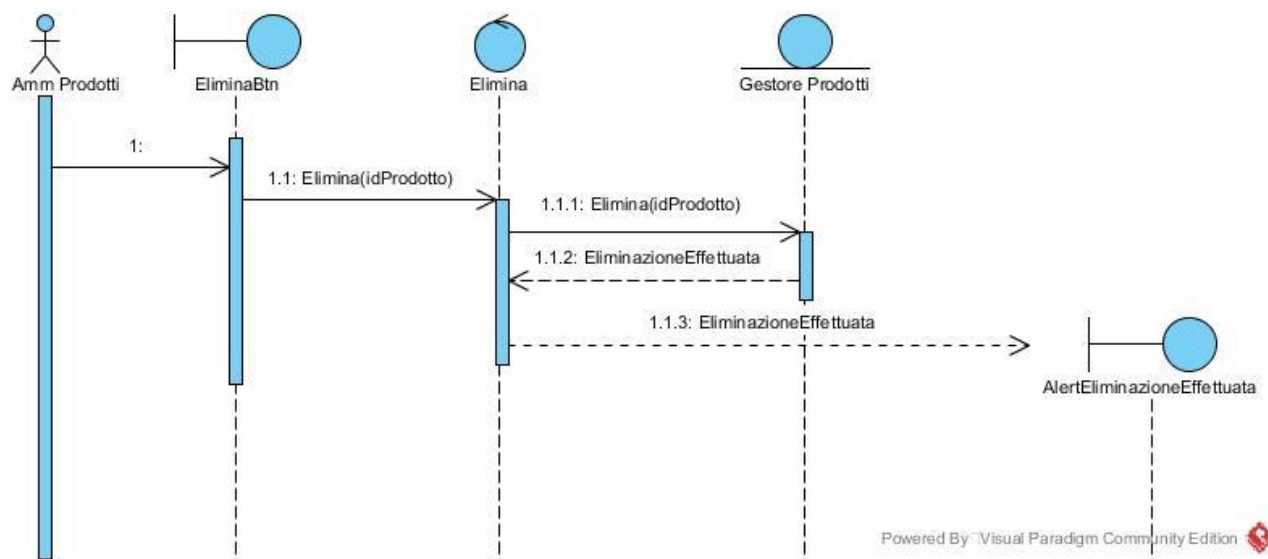 Amm Prodotti
EliminaBtn
Elimina
Gestore Prodotti
1:
1.1: Elimina(idProdotto)
1.1.1: Elimina(idProdotto)
1.1.2: EliminazioneEffettuata
1.1.3: EliminazioneEffettuata
AlertEliminazioneEffettuata
Powered By Visual Paradigm Community Edition